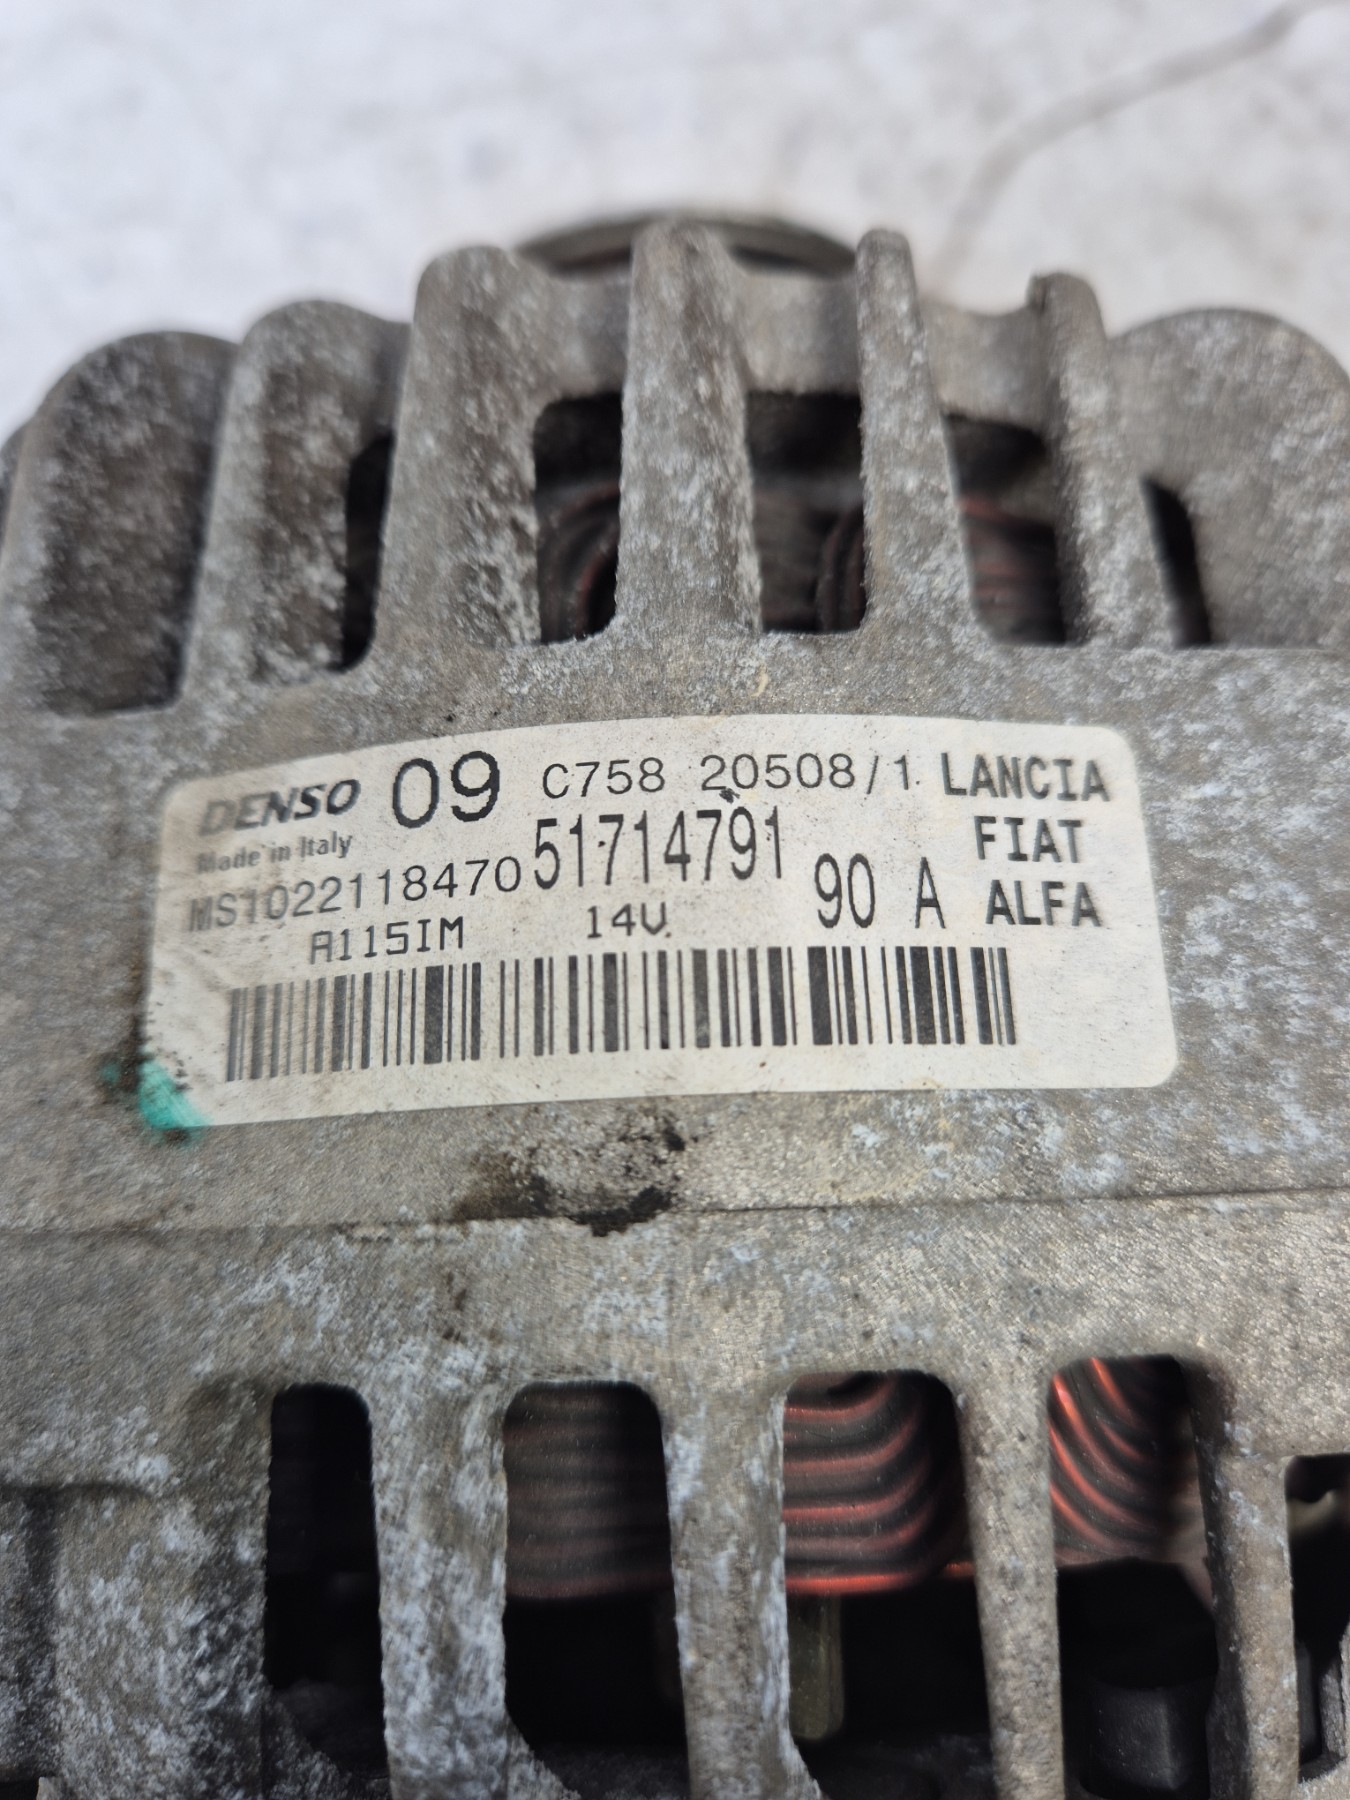 DENSO 09 C758 20508/1 LANCIA
Made in Italy 51714791 FIAT
MS1022118470 90 A ALFA
A115IM 14V